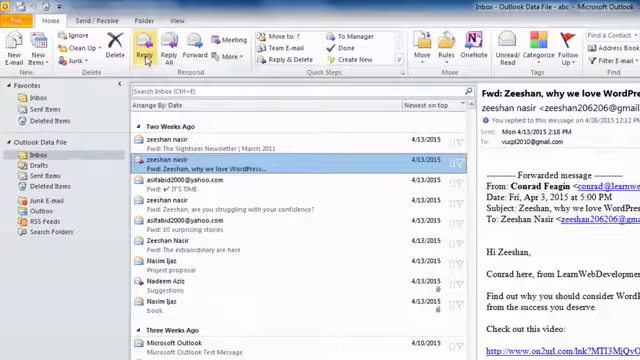 Inbox - Outlook Data File - Microsoft Outlook
File Home Send / Receive Folder View
New E-mail
New Items
Ignore
Clean Up
Junk
Delete
Reply
Reply All
Forward
Meeting
More
Respond
Move to: ?
Team E-mail
Reply & Delete
To Manager
Done
Create New
Quick Steps
Move
Rules
OneNote
Move
Unread/ Read
Categorize
Follow Up
Tags
Find a Contact
Address Book
Filter E-mail
Find
Favorites
Inbox
Sent Items
Deleted Items
Outlook Data File
Inbox
Drafts
Sent Items
Deleted Items
Junk E-mail
Outbox
RSS Feeds
Search Folders
Search Inbox (Ctrl+E)
Arrange By: Date Newest on top
Two Weeks Ago
zeeshan nasir 4/13/2015
Fwd: The Sightseer Newsletter | March 2011
zeeshan nasir 4/13/2015
Fwd: Zeeshan, why we love WordPress...
asifabid2000@yahoo.com 4/13/2015
Fwd: ✔ IT'S TIME
zeeshan nasir 4/13/2015
Fwd: Zeeshan, are you struggling with your confidence?
asifabid2000@yahoo.com 4/13/2015
Fwd: 10 surprising stories
Zeeshan Nasir 4/13/2015
Fwd: The extraordinary are here
Nasim Ijaz 4/13/2015
Project proposal
Nadeem Aziz 4/13/2015
Suggestions
Nasim Ijaz 4/13/2015
book
Three Weeks Ago
Microsoft Outlook 4/10/2015
Microsoft Outlook Test Message
Fwd: Zeeshan, why we love WordPre
zeeshan nasir <zeeshan206206@gmai
You replied to this message on 4/26/2015 12:12 P
Sent: Mon 4/13/2015 2:18 PM
To: vucpl2010@gmail.com
---------- Forwarded message ----------
From: Conrad Feagin <conrad@learnwe
Date: Fri, Apr 3, 2015 at 5:00 PM
Subject: Zeeshan, why we love WordPres
To: Zeeshan Nasir <zeeshan206206@gma
Hi Zeeshan,
Conrad here, from LearnWebDevelopmen
Find out why you should consider WordP
from the success you deserve.
Check out this video: